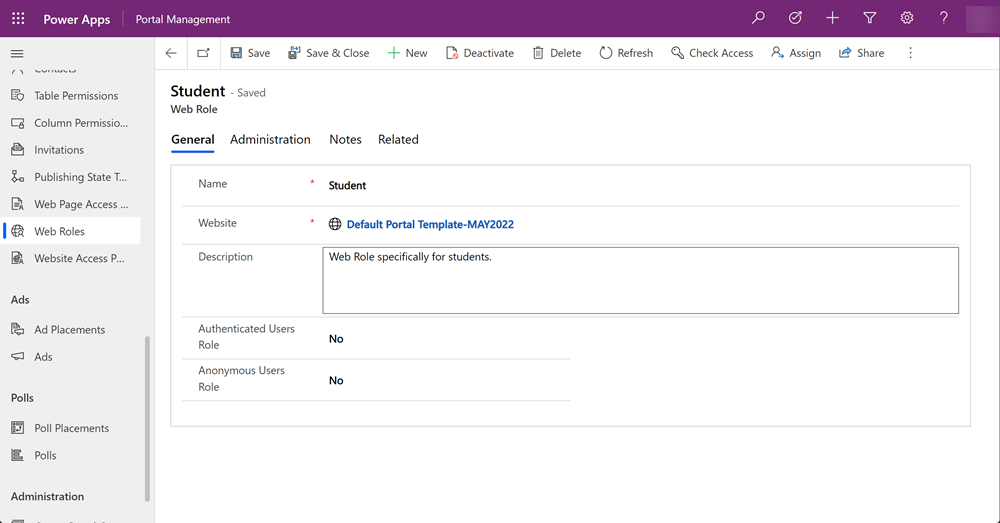 Power Apps Portal Management
Save Save & Close New Deactivate Delete Refresh Check Access Assign Share
Contacts
Table Permissions
Column Permissio...
Invitations
Publishing State T...
Web Page Access ...
Web Roles
Website Access P...
Ads
Ad Placements
Ads
Polls
Poll Placements
Polls
Administration
Student - Saved
Web Role
General Administration Notes Related
Name * Student
Website * Default Portal Template-MAY2022
Description Web Role specifically for students.
Authenticated Users
Role
No
Anonymous Users
Role
No